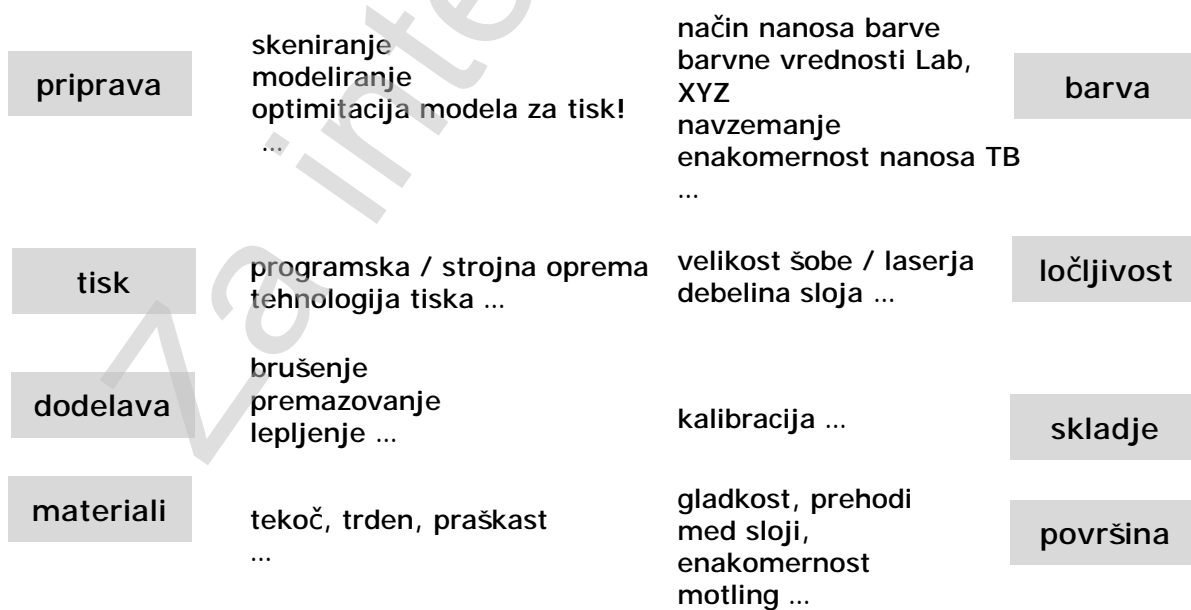 priprava
skeniranje
modeliranje
optimitacija modela za tisk!
...
način nanosa barve
barvne vrednosti Lab,
XYZ
navzemanje
enakomernost nanosa TB
...
barva
tisk
programska / strojna oprema
tehnologija tiska ...
velikost šobe / laserja
debelina sloja ...
ločljivost
dodelava
brušenje
premazovanje
lepljenje ...
kalibracija ...
skladje
materiali
tekoč, trden, praškast
...
gladkost, prehodi
med sloji,
enakomernost
motling ...
površina
Za inte